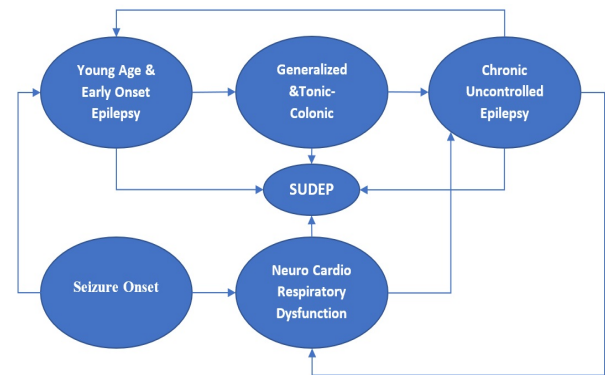 Young Age &
Early Onset
Epilepsy
Generalized
&Tonic-
Colonic
Chronic
Uncontrolled
Epilepsy
SUDEP
Seizure Onset
Neuro Cardio
Respiratory
Dysfunction